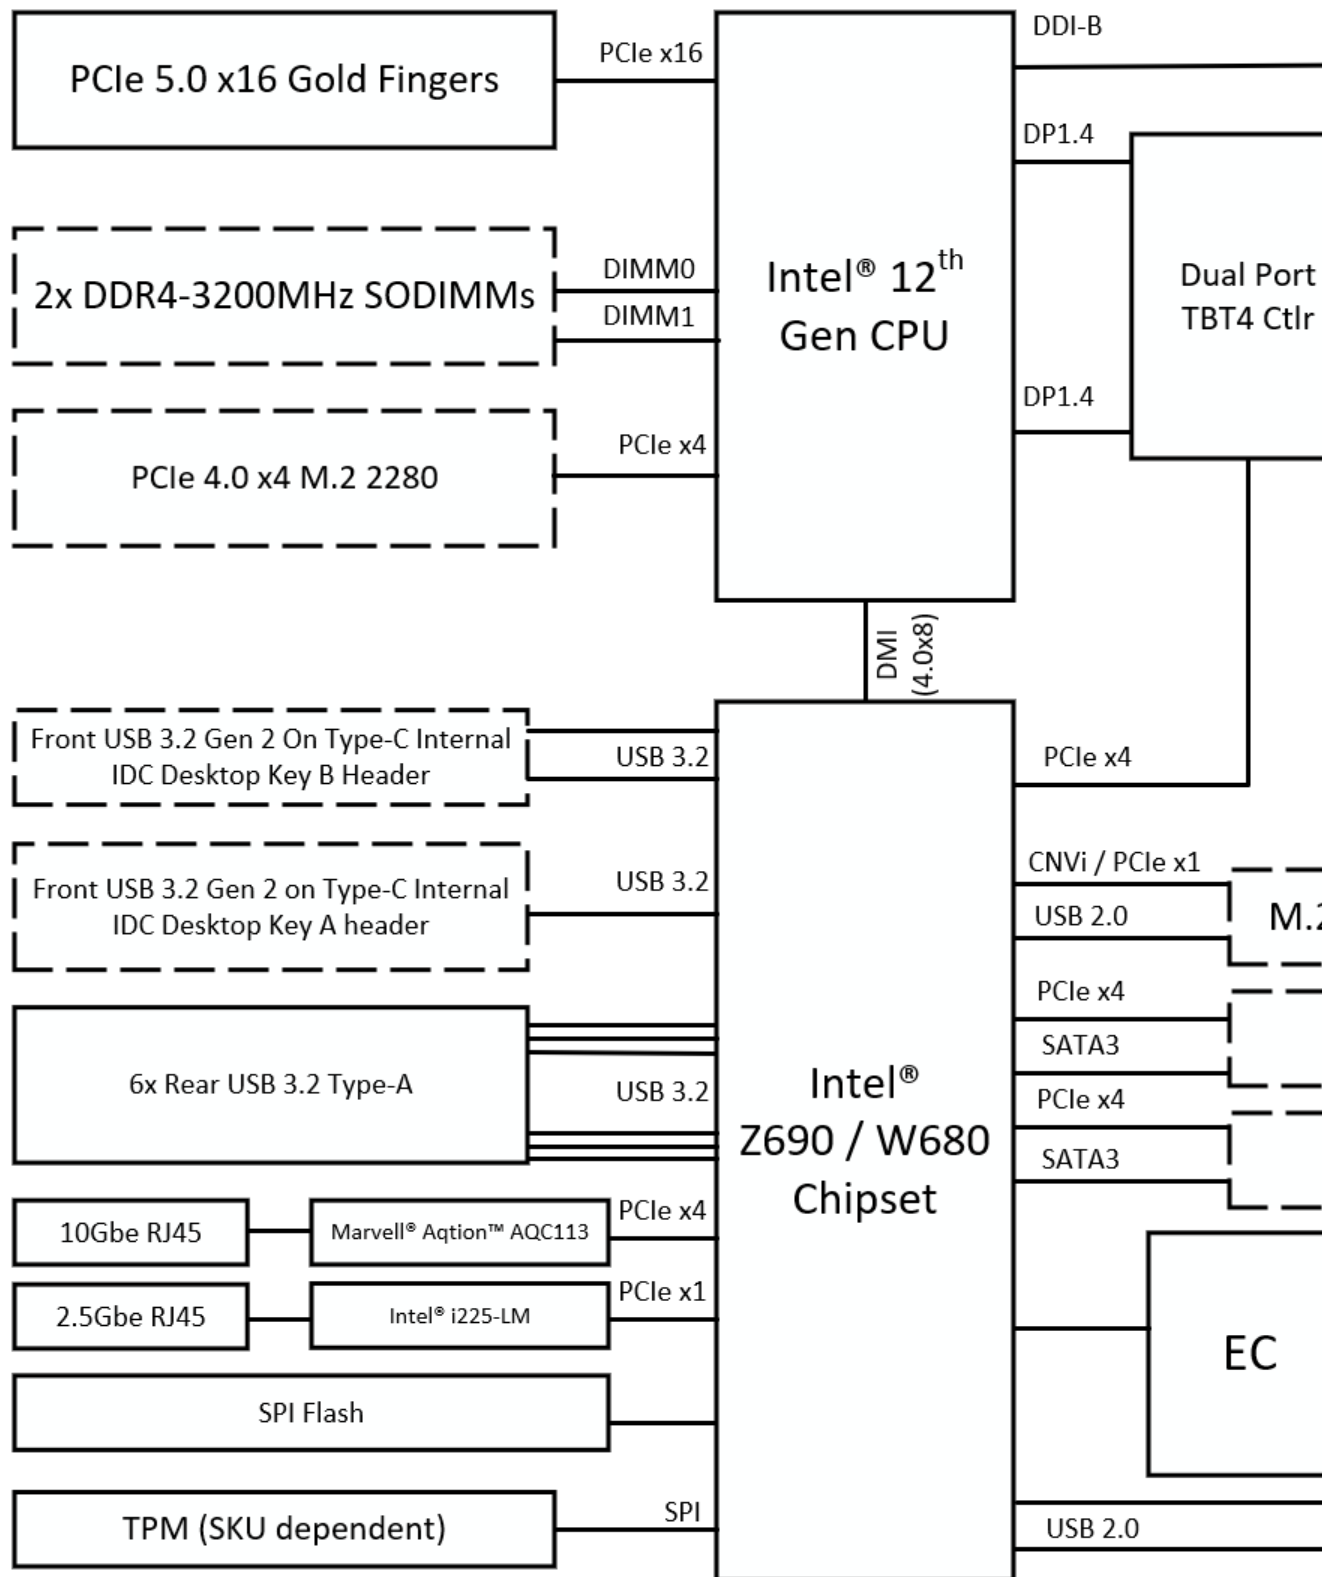 PCIe 5.0 x16 Gold Fingers
PCIe x16
DDI-B
DP1.4
2x DDR4-3200MHz SODIMMs
DIMM0
DIMM1
Intel® 12th
Gen CPU
Dual Port
TBT4 Ctlr
DP1.4
PCIe 4.0 x4 M.2 2280
PCIe x4
DMI
(4.0x8)
Front USB 3.2 Gen 2 On Type-C Internal
IDC Desktop Key B Header
USB 3.2
PCIe x4
Front USB 3.2 Gen 2 on Type-C Internal
IDC Desktop Key A header
USB 3.2
CNVi / PCIe x1
USB 2.0
M.2
PCIe x4
SATA3
PCIe x4
SATA3
6x Rear USB 3.2 Type-A
USB 3.2
Intel®
Z690 / W680
Chipset
10Gbe RJ45
Marvell® Aqtion™ AQC113
PCIe x4
2.5Gbe RJ45
Intel® i225-LM
PCIe x1
EC
SPI Flash
TPM (SKU dependent)
SPI
USB 2.0